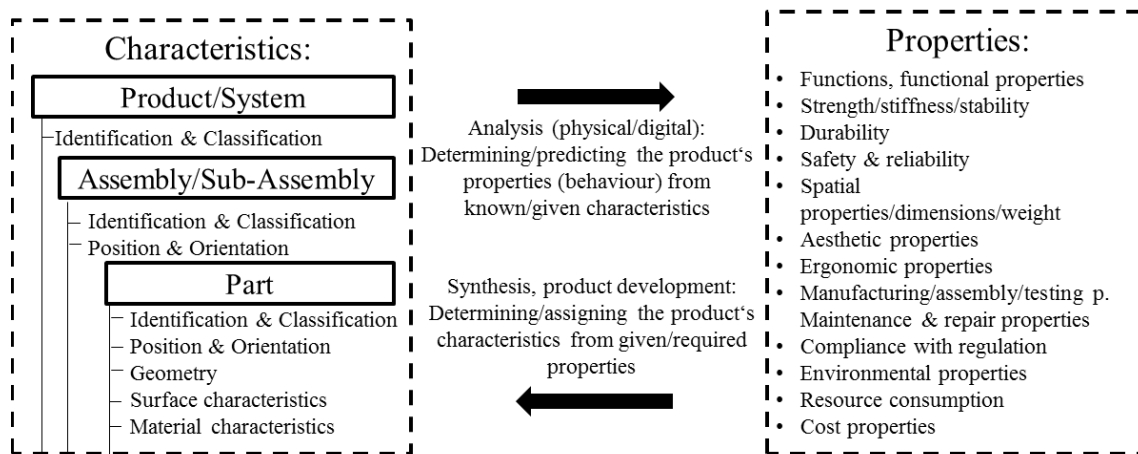 Characteristics:
Product/System
Identification & Classification
Assembly/Sub-Assembly
Identification & Classification
Position & Orientation
Part
Identification & Classification
Position & Orientation
Geometry
Surface characteristics
Material characteristics
Analysis (physical/digital):
Determining/predicting the product‘s
properties (behaviour) from
known/given characteristics
Synthesis, product development:
Determining/assigning the product‘s
characteristics from given/required
properties
Properties:
• Functions, functional properties
• Strength/stiffness/stability
• Durability
• Safety & reliability
• Spatial
properties/dimensions/weight
• Aesthetic properties
• Ergonomic properties
• Manufacturing/assembly/testing p.
Maintenance & repair properties
• Compliance with regulation
• Environmental properties
• Resource consumption
• Cost properties